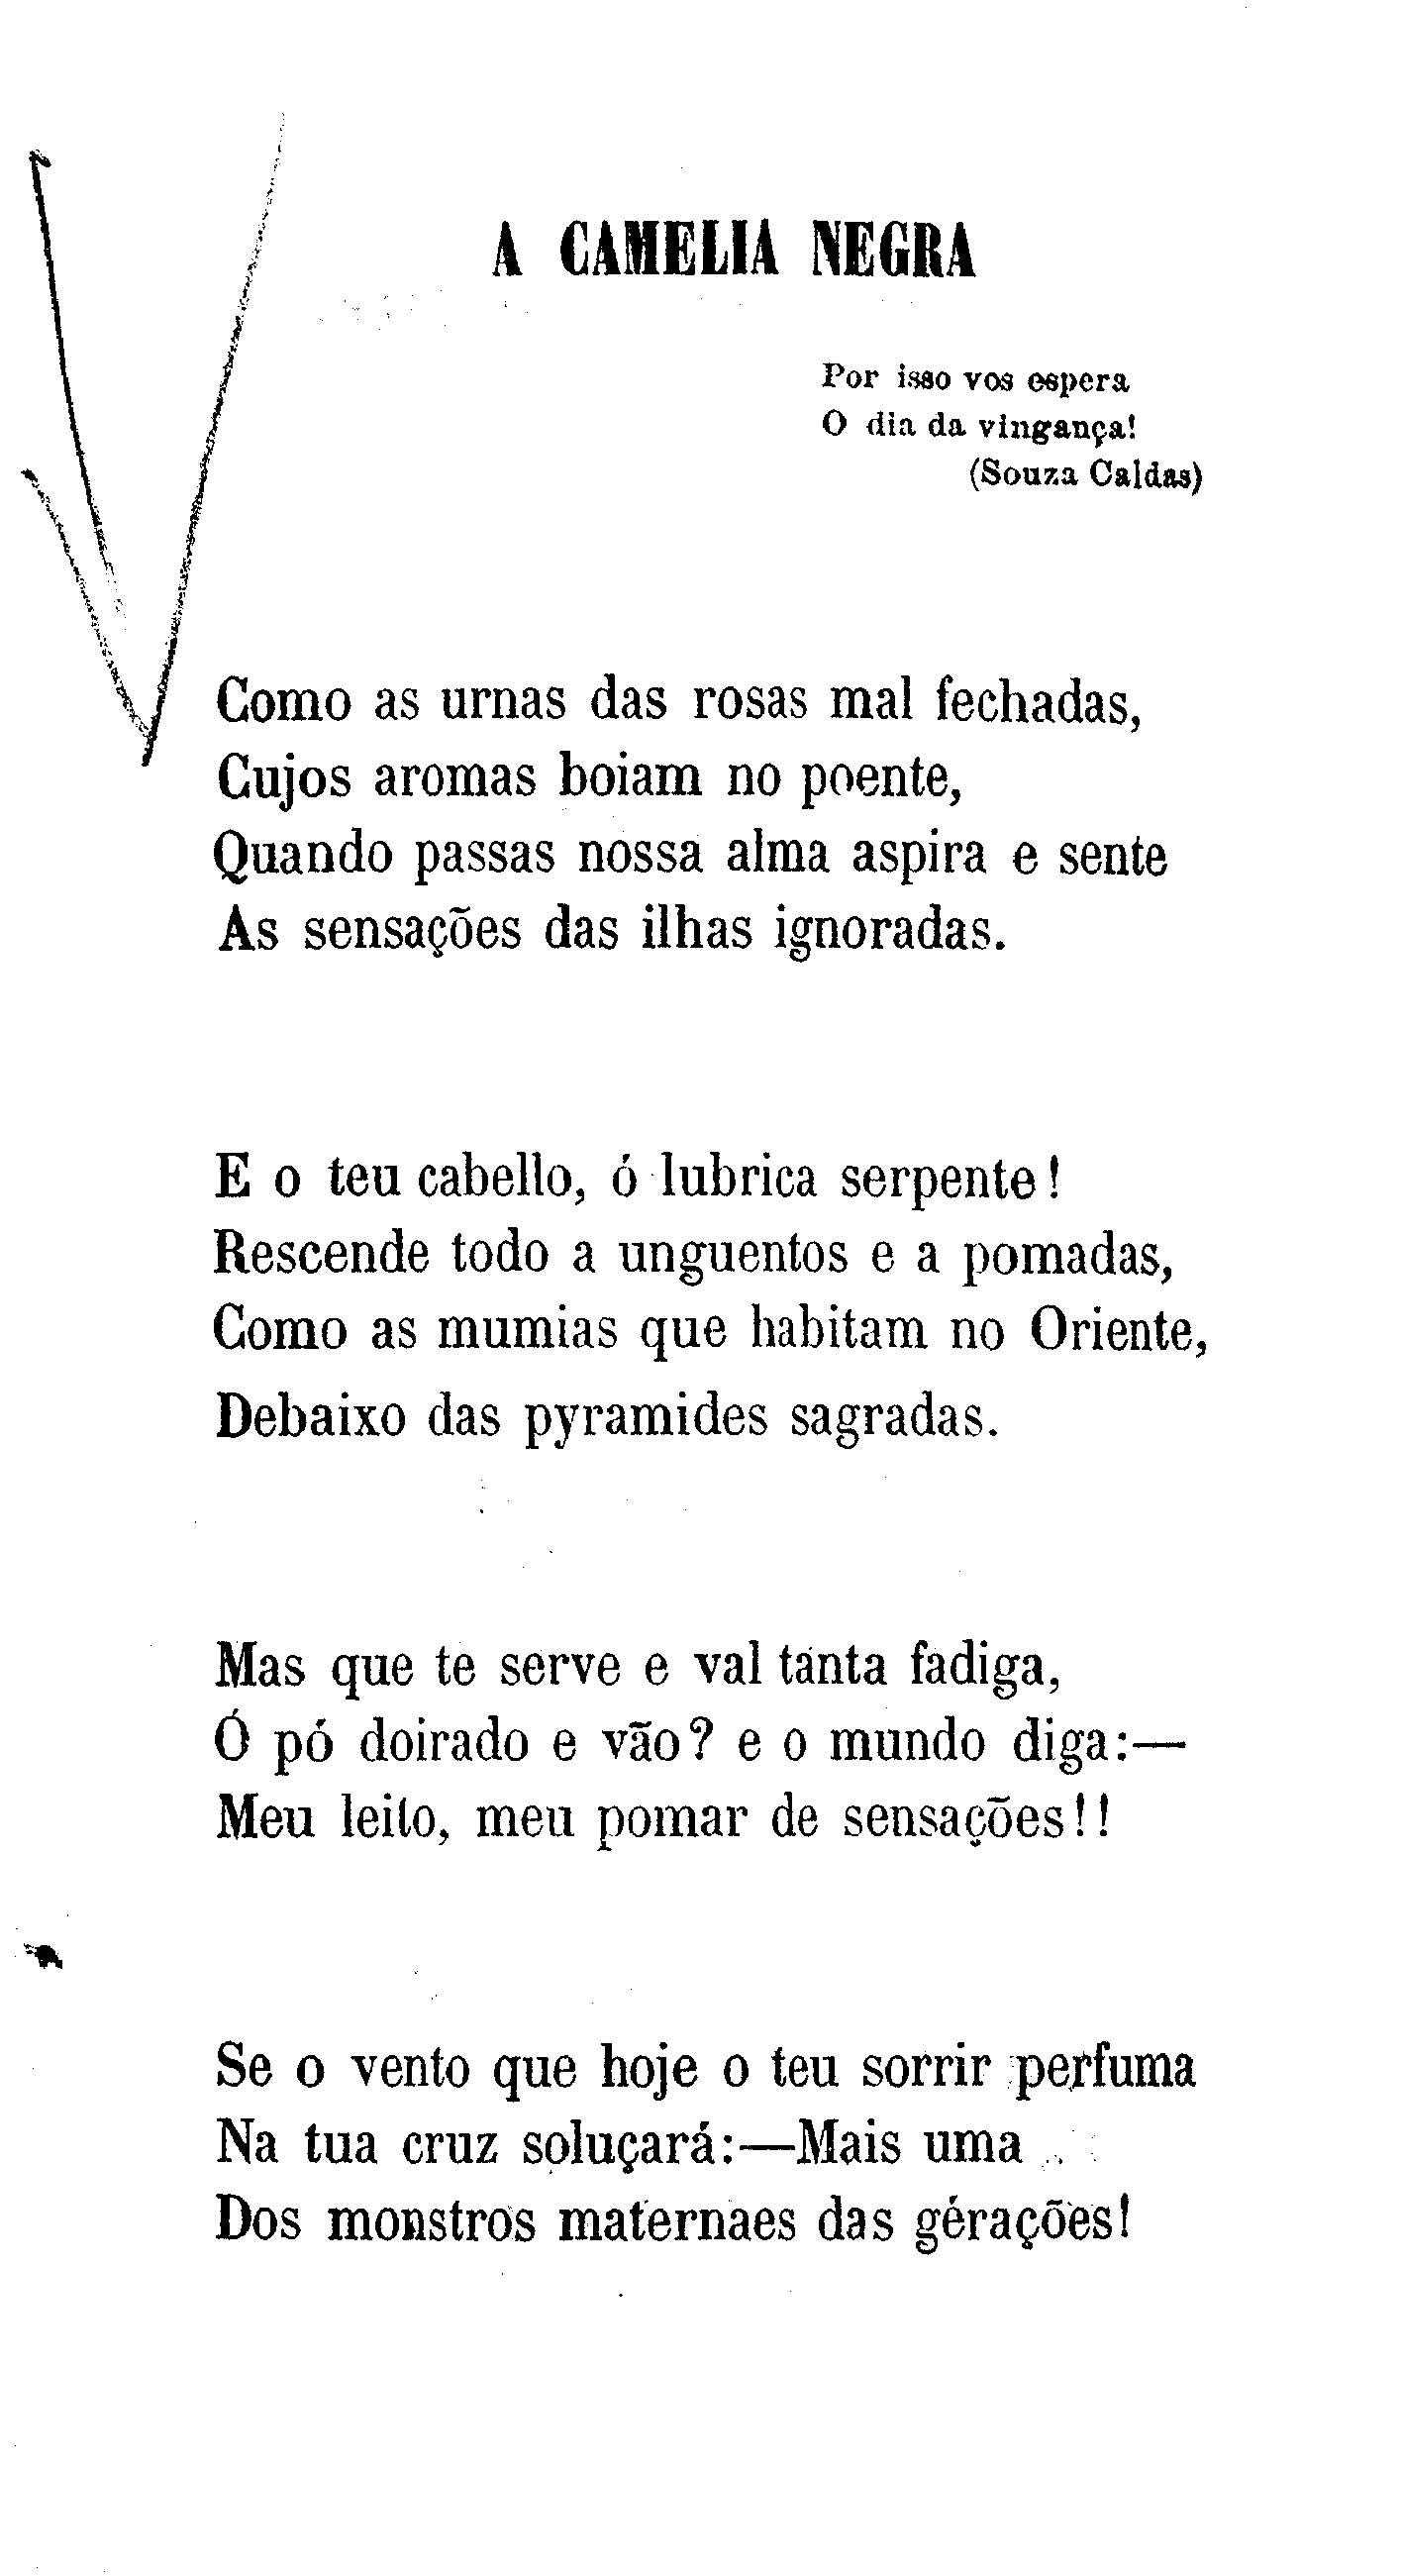 A CAMELIA NEGRA
Por isso vos espera
O dia da vingança!
(Souza Caldas)
Como as urnas das rosas mal fechadas,
Cujos aromas boiam no poente,
Quando passas nossa alma aspira e sente
As sensações das ilhas ignoradas.
E o teu cabello, ó lubrica serpente!
Rescende todo a unguentos e a pomadas,
Como as mumias que habitam no Oriente,
Debaixo das pyramides sagradas.
Mas que te serve e val tanta fadiga,
Ó pó doirado e vão? e o mundo diga:—
Meu leito, meu pomar de sensações!!
Se o vento que hoje o teu sorrir perfuma
Na tua cruz soluçará:—Mais uma
Dos monstros maternaes das gérações!